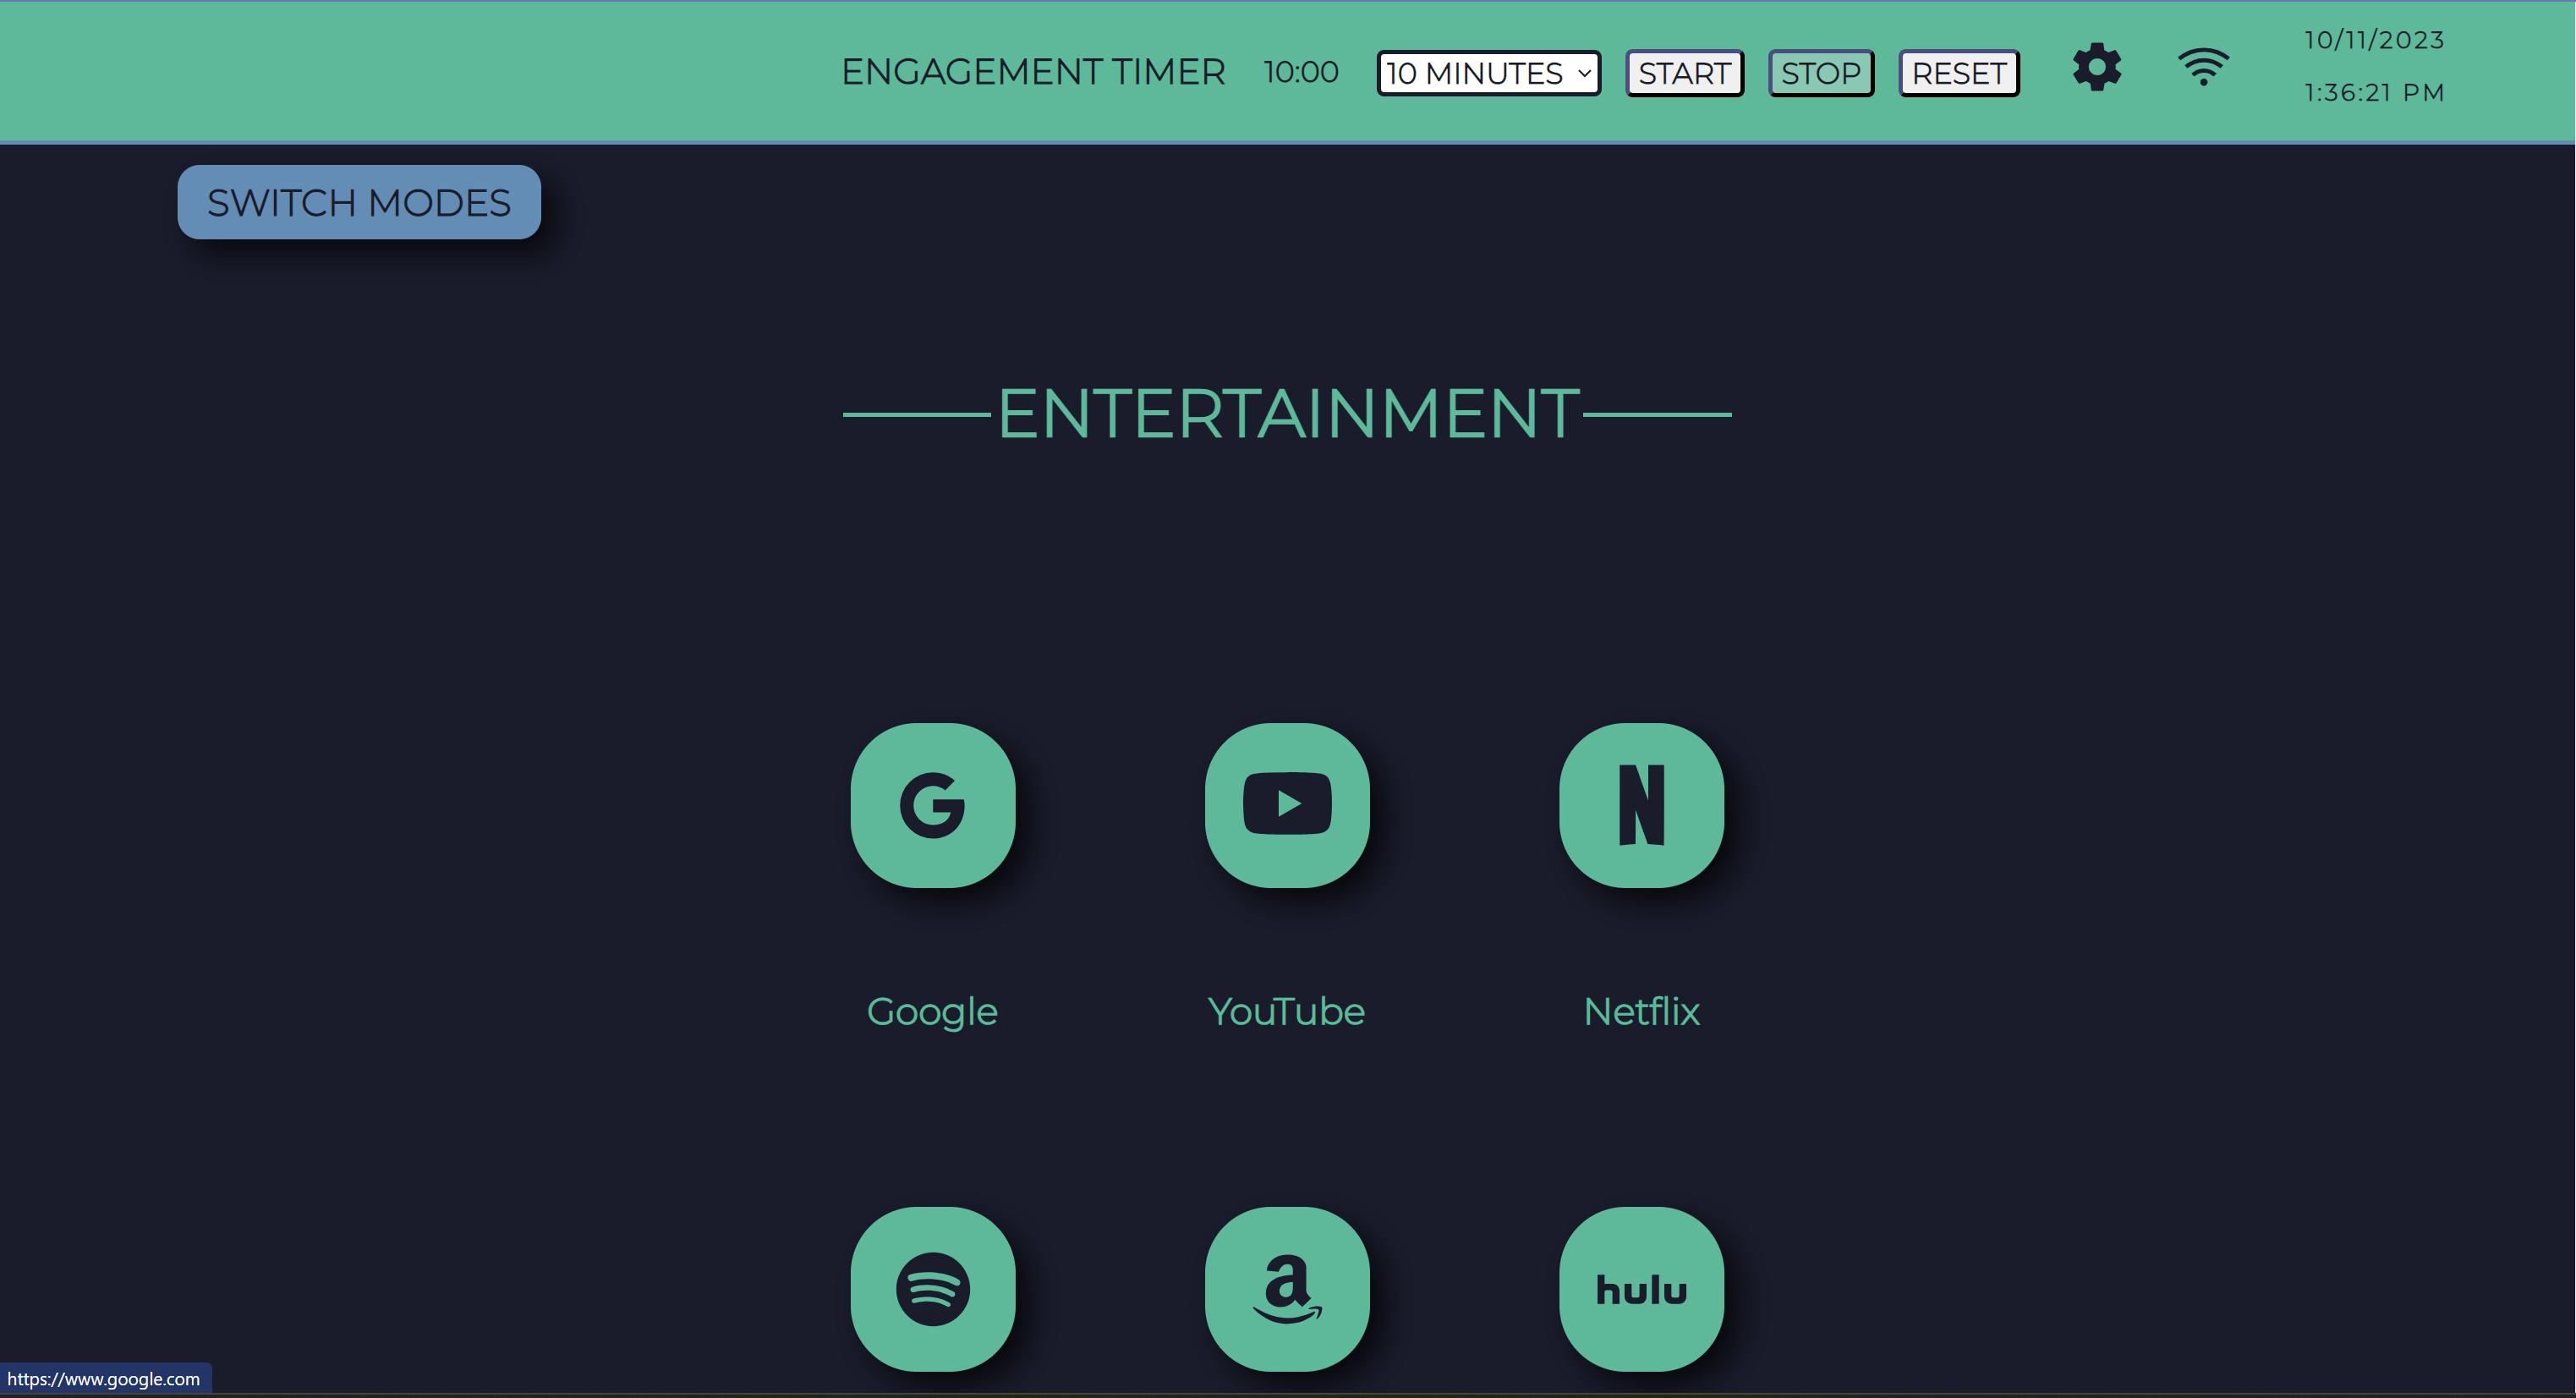 ENGAGEMENT TIMER 10:00 10 MINUTES START STOP RESET
10/11/2023
1:36:21 PM
SWITCH MODES
ENTERTAINMENT
G
N
Google YouTube Netflix
a hulu
https://www.google.com